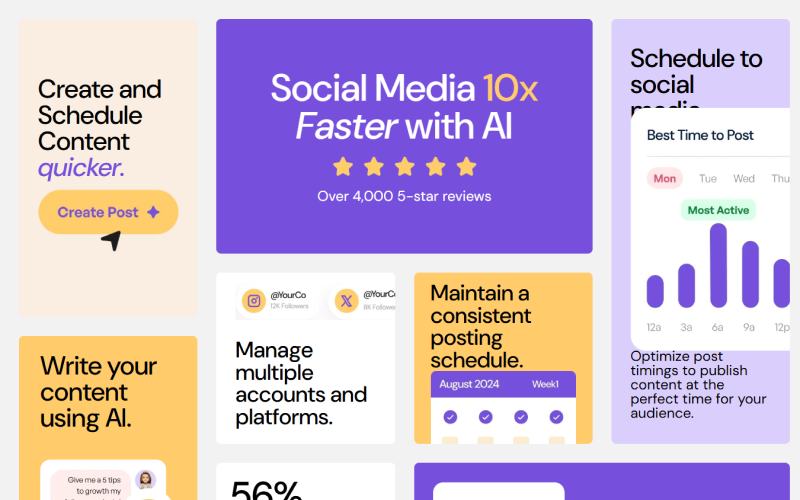 Create and
Schedule
Content
quicker.
Create Post
Social Media 10x
Faster with AI
Over 4,000 5-star reviews
Schedule to
social
media
Best Time to Post
Mon Tue Wed Thu
Most Active
12a 3a 6a 9a 12p
Optimize post
timings to publish
content at the
perfect time for your
audience.
Write your
content
using AI.
Give me a 5 tips
to growth my
@YourCo
12K Followers
@YourCo
8K Followe
Manage
multiple
accounts and
platforms.
Maintain a
consistent
posting
schedule.
August 2024 Week1
56%